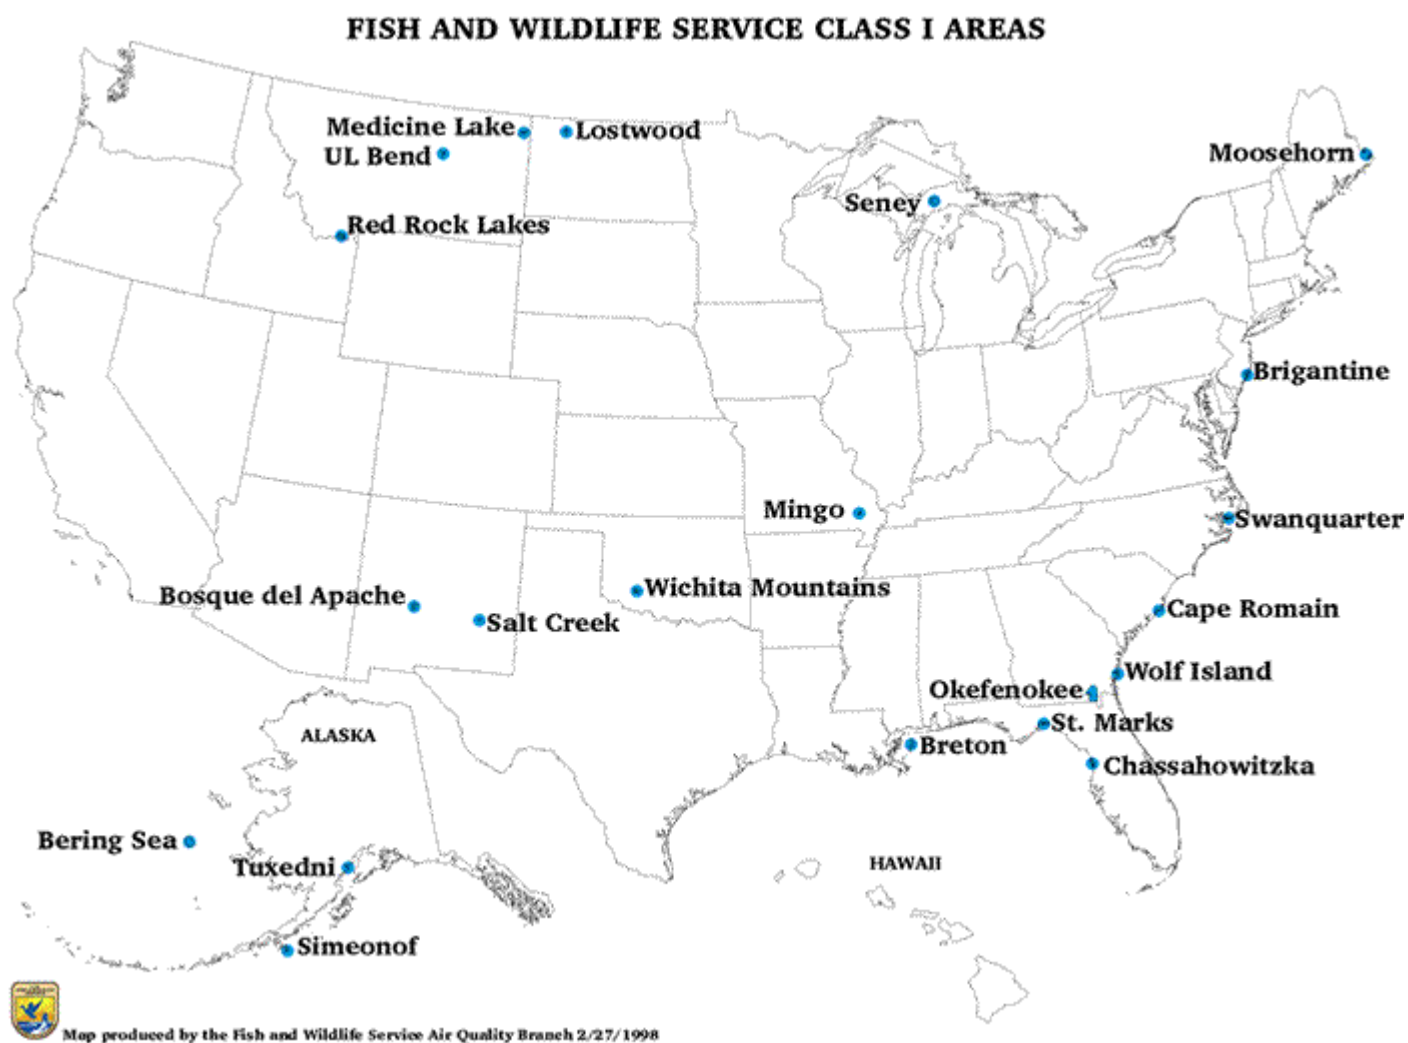 FISH AND WILDLIFE SERVICE CLASS I AREAS
Medicine Lake
Lostwood
UL Bend
Moosehorn
Seney
Red Rock Lakes
Brigantine
Mingo
Swanquarter
Wichita Mountains
Bosque del Apache
Salt Creek
Cape Romain
Wolf Island
Okefenokee
St. Marks
ALASKA
Breton
Chassahowitzka
Bering Sea
Tuxedni
HAWAII
Simeonof
Map produced by the Fish and Wildlife Service Air Quality Branch 2/27/1998